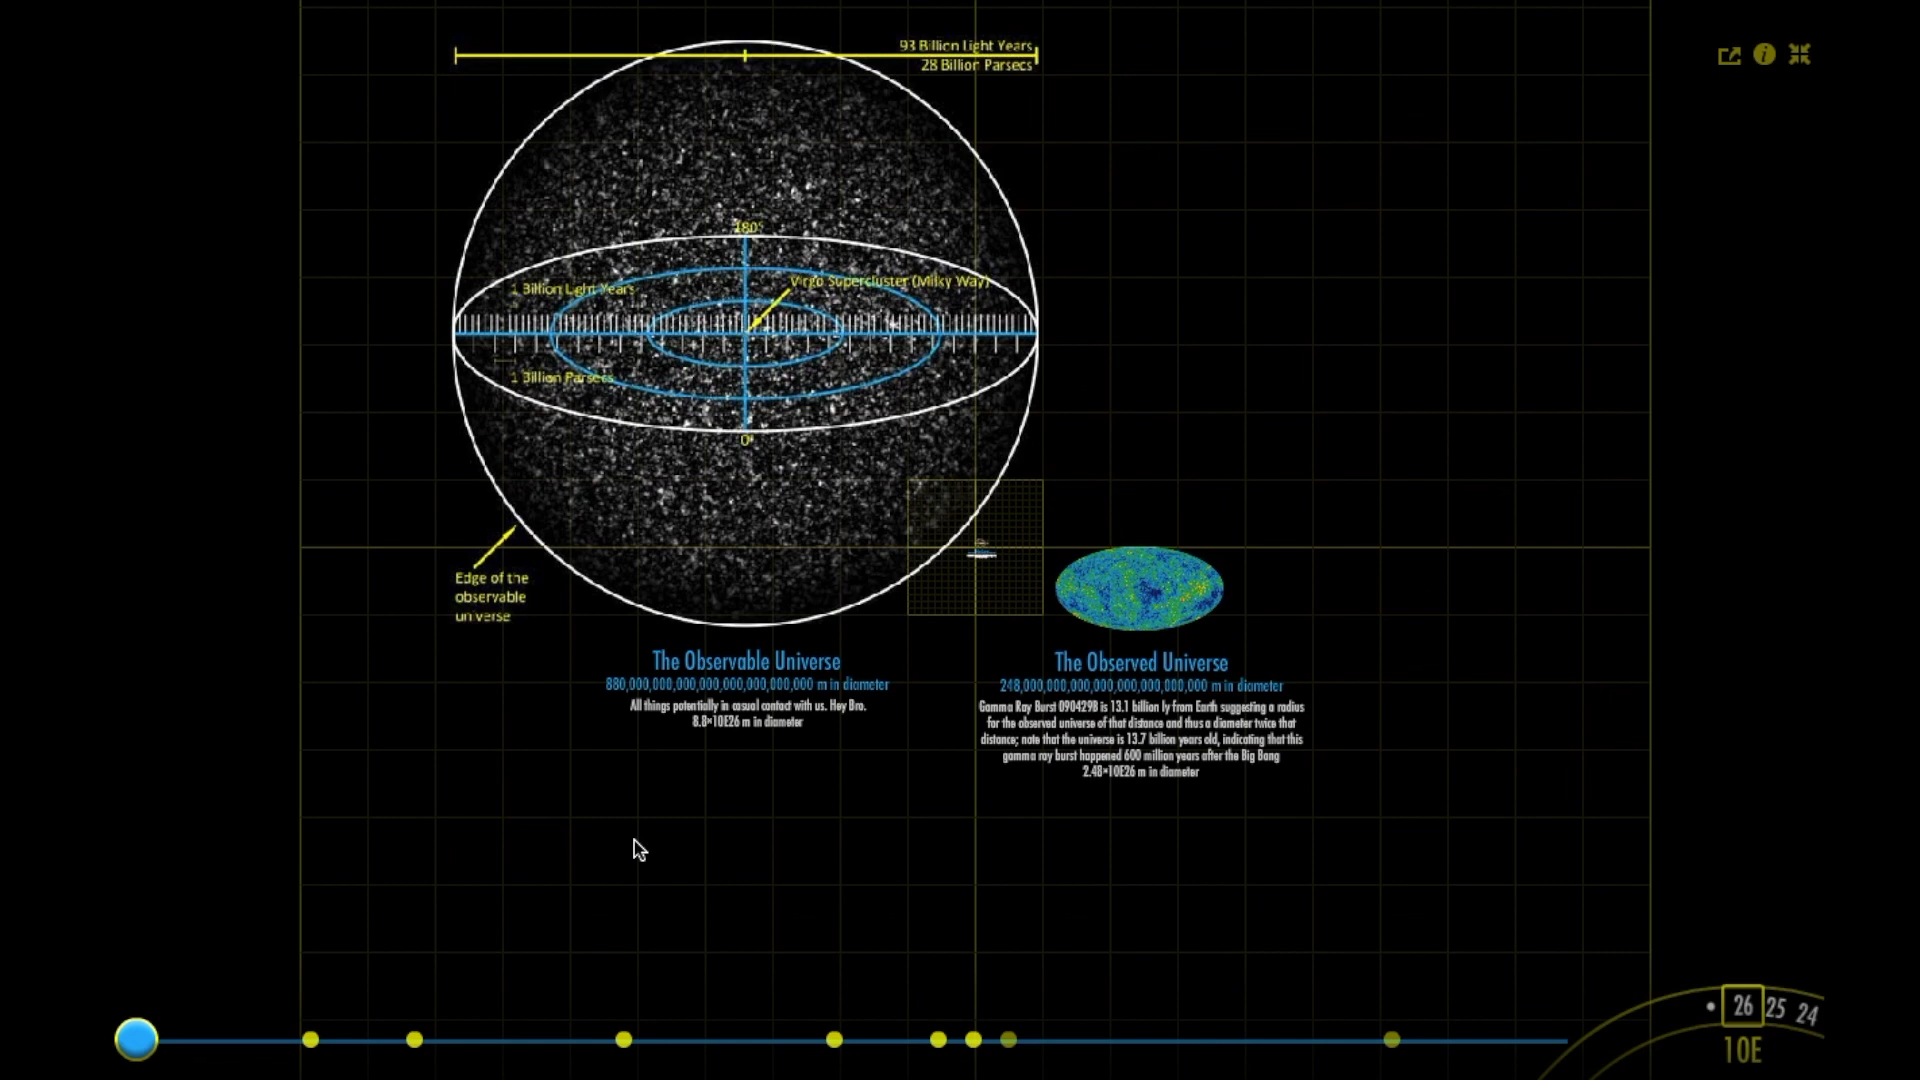 93 Billion Light Years
28 Billion Parsecs
180°
Virgo Supercluster (Milky Way)
1 Billion Light Years
1 Billion Parsecs
0°
Edge of the
observable
universe
The Observable Universe
880,000,000,000,000,000,000,000,000 m in diameter
All things potentially in casual contact with us. Hey Bro.
8.8×10E26 m in diameter
The Observed Universe
248,000,000,000,000,000,000,000,000 m in diameter
Gamma Ray Burst 090429B is 13.1 billion ly from Earth suggesting a radius
for the observed universe of that distance and thus a diameter twice that
distance; note that the universe is 13.7 billion years old, indicating that this
gamma ray burst happened 600 million years after the Big Bang
2.48×10E26 m in diameter
26 25 24
10E